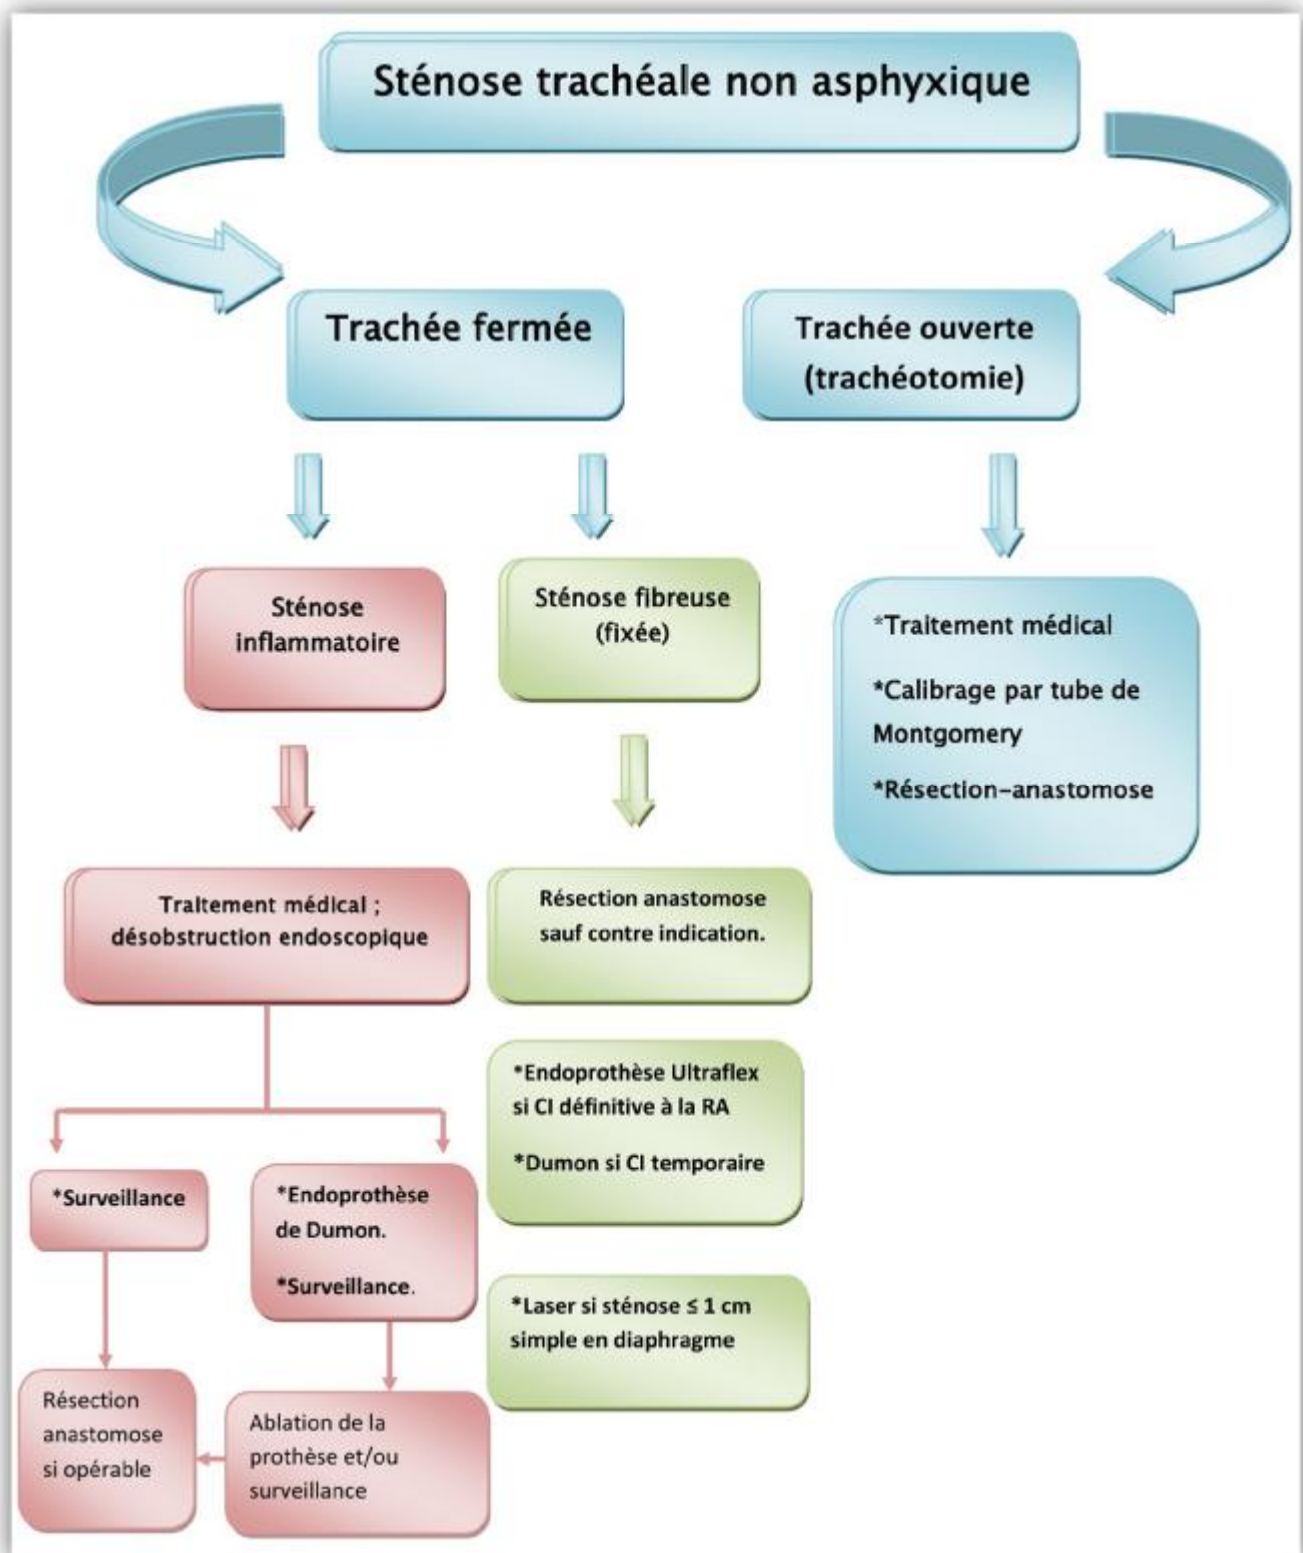 Sténose trachéale non asphyxique
Trachée fermée
Trachée ouverte
(trachéotomie)
Sténose
inflammatoire
Sténose fibreuse
(fixée)
*Traitement médical
*Calibrage par tube de
Montgomery
*Résection-anastomose
Traitement médical ;
désobstruction endoscopique
Résection anastomose
sauf contre indication.
*Endoprothèse Ultraflex
si CI définitive à la RA
*Dumon si CI temporaire
*Surveillance
*Endoprothèse
de Dumon.
*Surveillance.
*Laser si sténose ≤ 1 cm
simple en diaphragme
Résection
anastomose
si opérable
Ablation de la
prothèse et/ou
surveillance